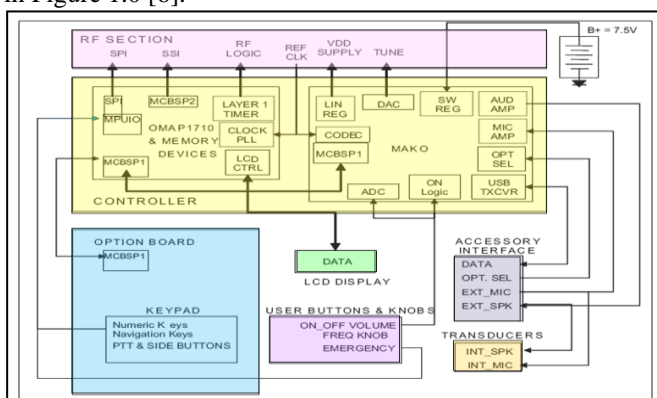 in Figure 1.6 [6].
B+ = 7.5V
RF SECTION
SPI
SSI
RF LOGIC
REF CLK
VDD SUPPLY
TUNE
SPI
MPUIO
MCBSP2
LAYER 1 TIMER
LIN REG
DAC
SW REG
AUD AMP
OMAP1710 & MEMORY DEVICES
CLOCK PLL
CODEC
MAKO
MIC AMP
MCBSP1
LCD CTRL
MCBSP1
OPT SEL
ADC
ON Logic
USB TXCVR
CONTROLLER
OPTION BOARD
MCBSP1
DATA
LCD DISPLAY
ACCESSORY INTERFACE
DATA
OPT. SEL
EXT_MIC
EXT_SPK
KEYPAD
Numeric K eys
Navigation Keys
PTT & SIDE BUTTONS
USER BUTTONS & KNOBS
ON_OFF VOLUME
FREQ KNOB
EMERGENCY
TRANSDUCERS
INT_SPK
INT_MIC